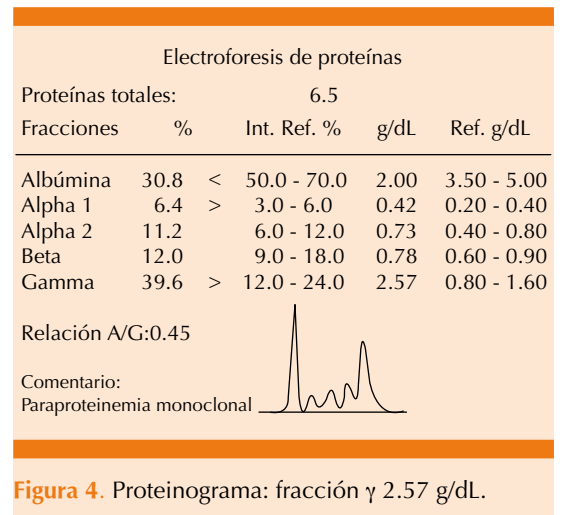 Electroforesis de proteínas
Proteínas totales: 6.5
Fracciones % Int. Ref. % g/dL Ref. g/dL
Albúmina 30.8 < 50.0 - 70.0 2.00 3.50 - 5.00
Alpha 1 6.4 > 3.0 - 6.0 0.42 0.20 - 0.40
Alpha 2 11.2 6.0 - 12.0 0.73 0.40 - 0.80
Beta 12.0 9.0 - 18.0 0.78 0.60 - 0.90
Gamma 39.6 > 12.0 - 24.0 2.57 0.80 - 1.60
Relación A/G:0.45
Comentario:
Paraproteinemia monoclonal
Figura 4. Proteinograma: fracción γ 2.57 g/dL.